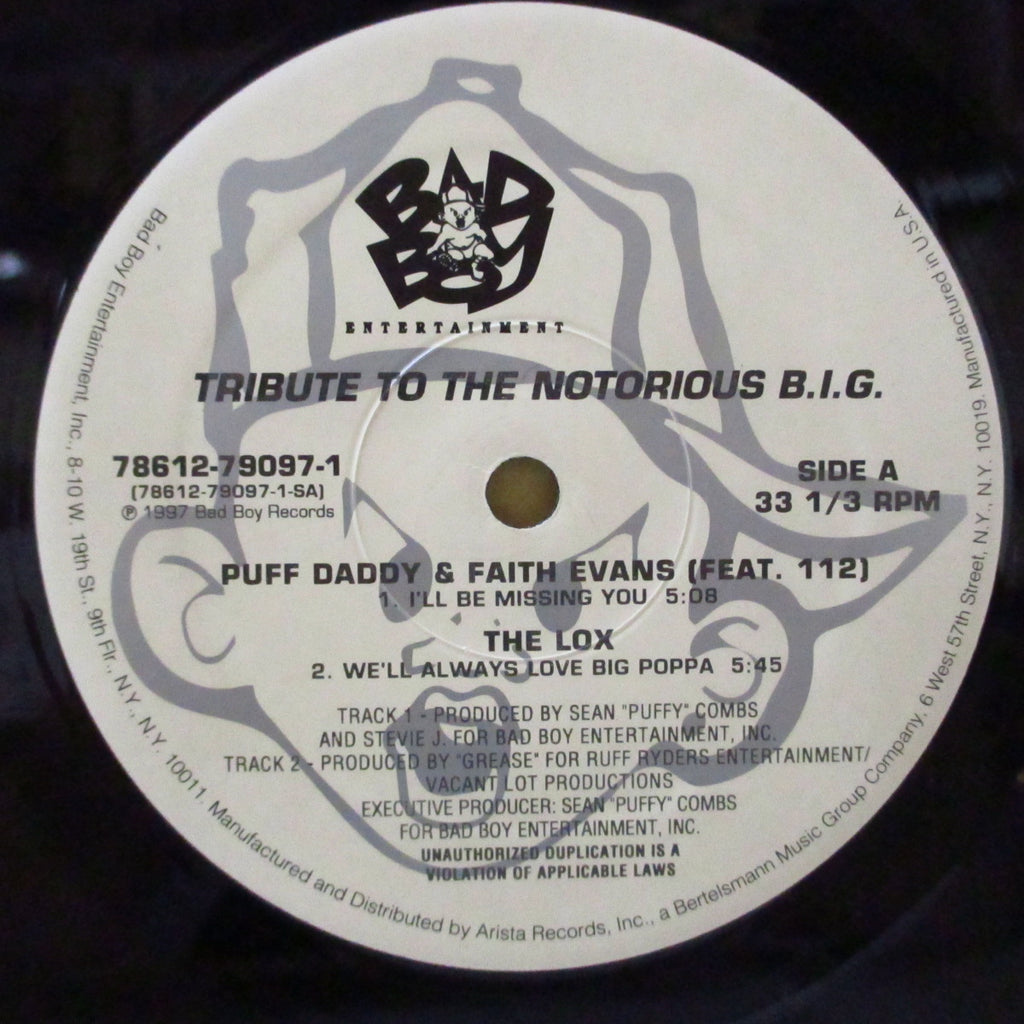 BAD BOY
ENTERTAINMENT
TRIBUTE TO THE NOTORIOUS B.I.G.
78612-79097-1
(78612-79097-1-SA)
℗ 1997 Bad Boy Records
SIDE A
33 1/3 RPM
PUFF DADDY & FAITH EVANS (FEAT. 112)
1. I'LL BE MISSING YOU 5:08
THE LOX
2. WE'LL ALWAYS LOVE BIG POPPA 5:45
TRACK 1 - PRODUCED BY SEAN "PUFFY" COMBS
AND STEVIE J. FOR BAD BOY ENTERTAINMENT, INC.
TRACK 2 - PRODUCED BY "GREASE" FOR RUFF RYDERS ENTERTAINMENT/
VACANT LOT PRODUCTIONS
EXECUTIVE PRODUCER: SEAN "PUFFY" COMBS
FOR BAD BOY ENTERTAINMENT, INC.
UNAUTHORIZED DUPLICATION IS A
VIOLATION OF APPLICABLE LAWS
Bad Boy Entertainment, Inc., 8-10 W. 19th St., 9th Flr., N.Y., N.Y. 10011. Manufactured and Distributed by Arista Records, Inc., a Bertelsmann Music Group Company, 6 West 57th Street, N.Y., N.Y. 10019. Manufactured in U.S.A